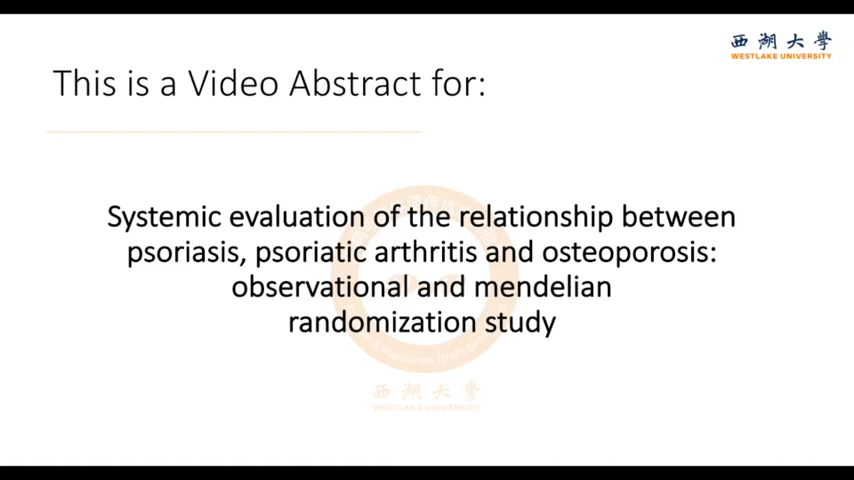 西湖大學
WESTLAKE UNIVERSITY
This is a Video Abstract for:
Systemic evaluation of the relationship between
psoriasis, psoriatic arthritis and osteoporosis:
observational and mendelian
randomization study
西湖大學
WESTLAKE UNIVERSITY